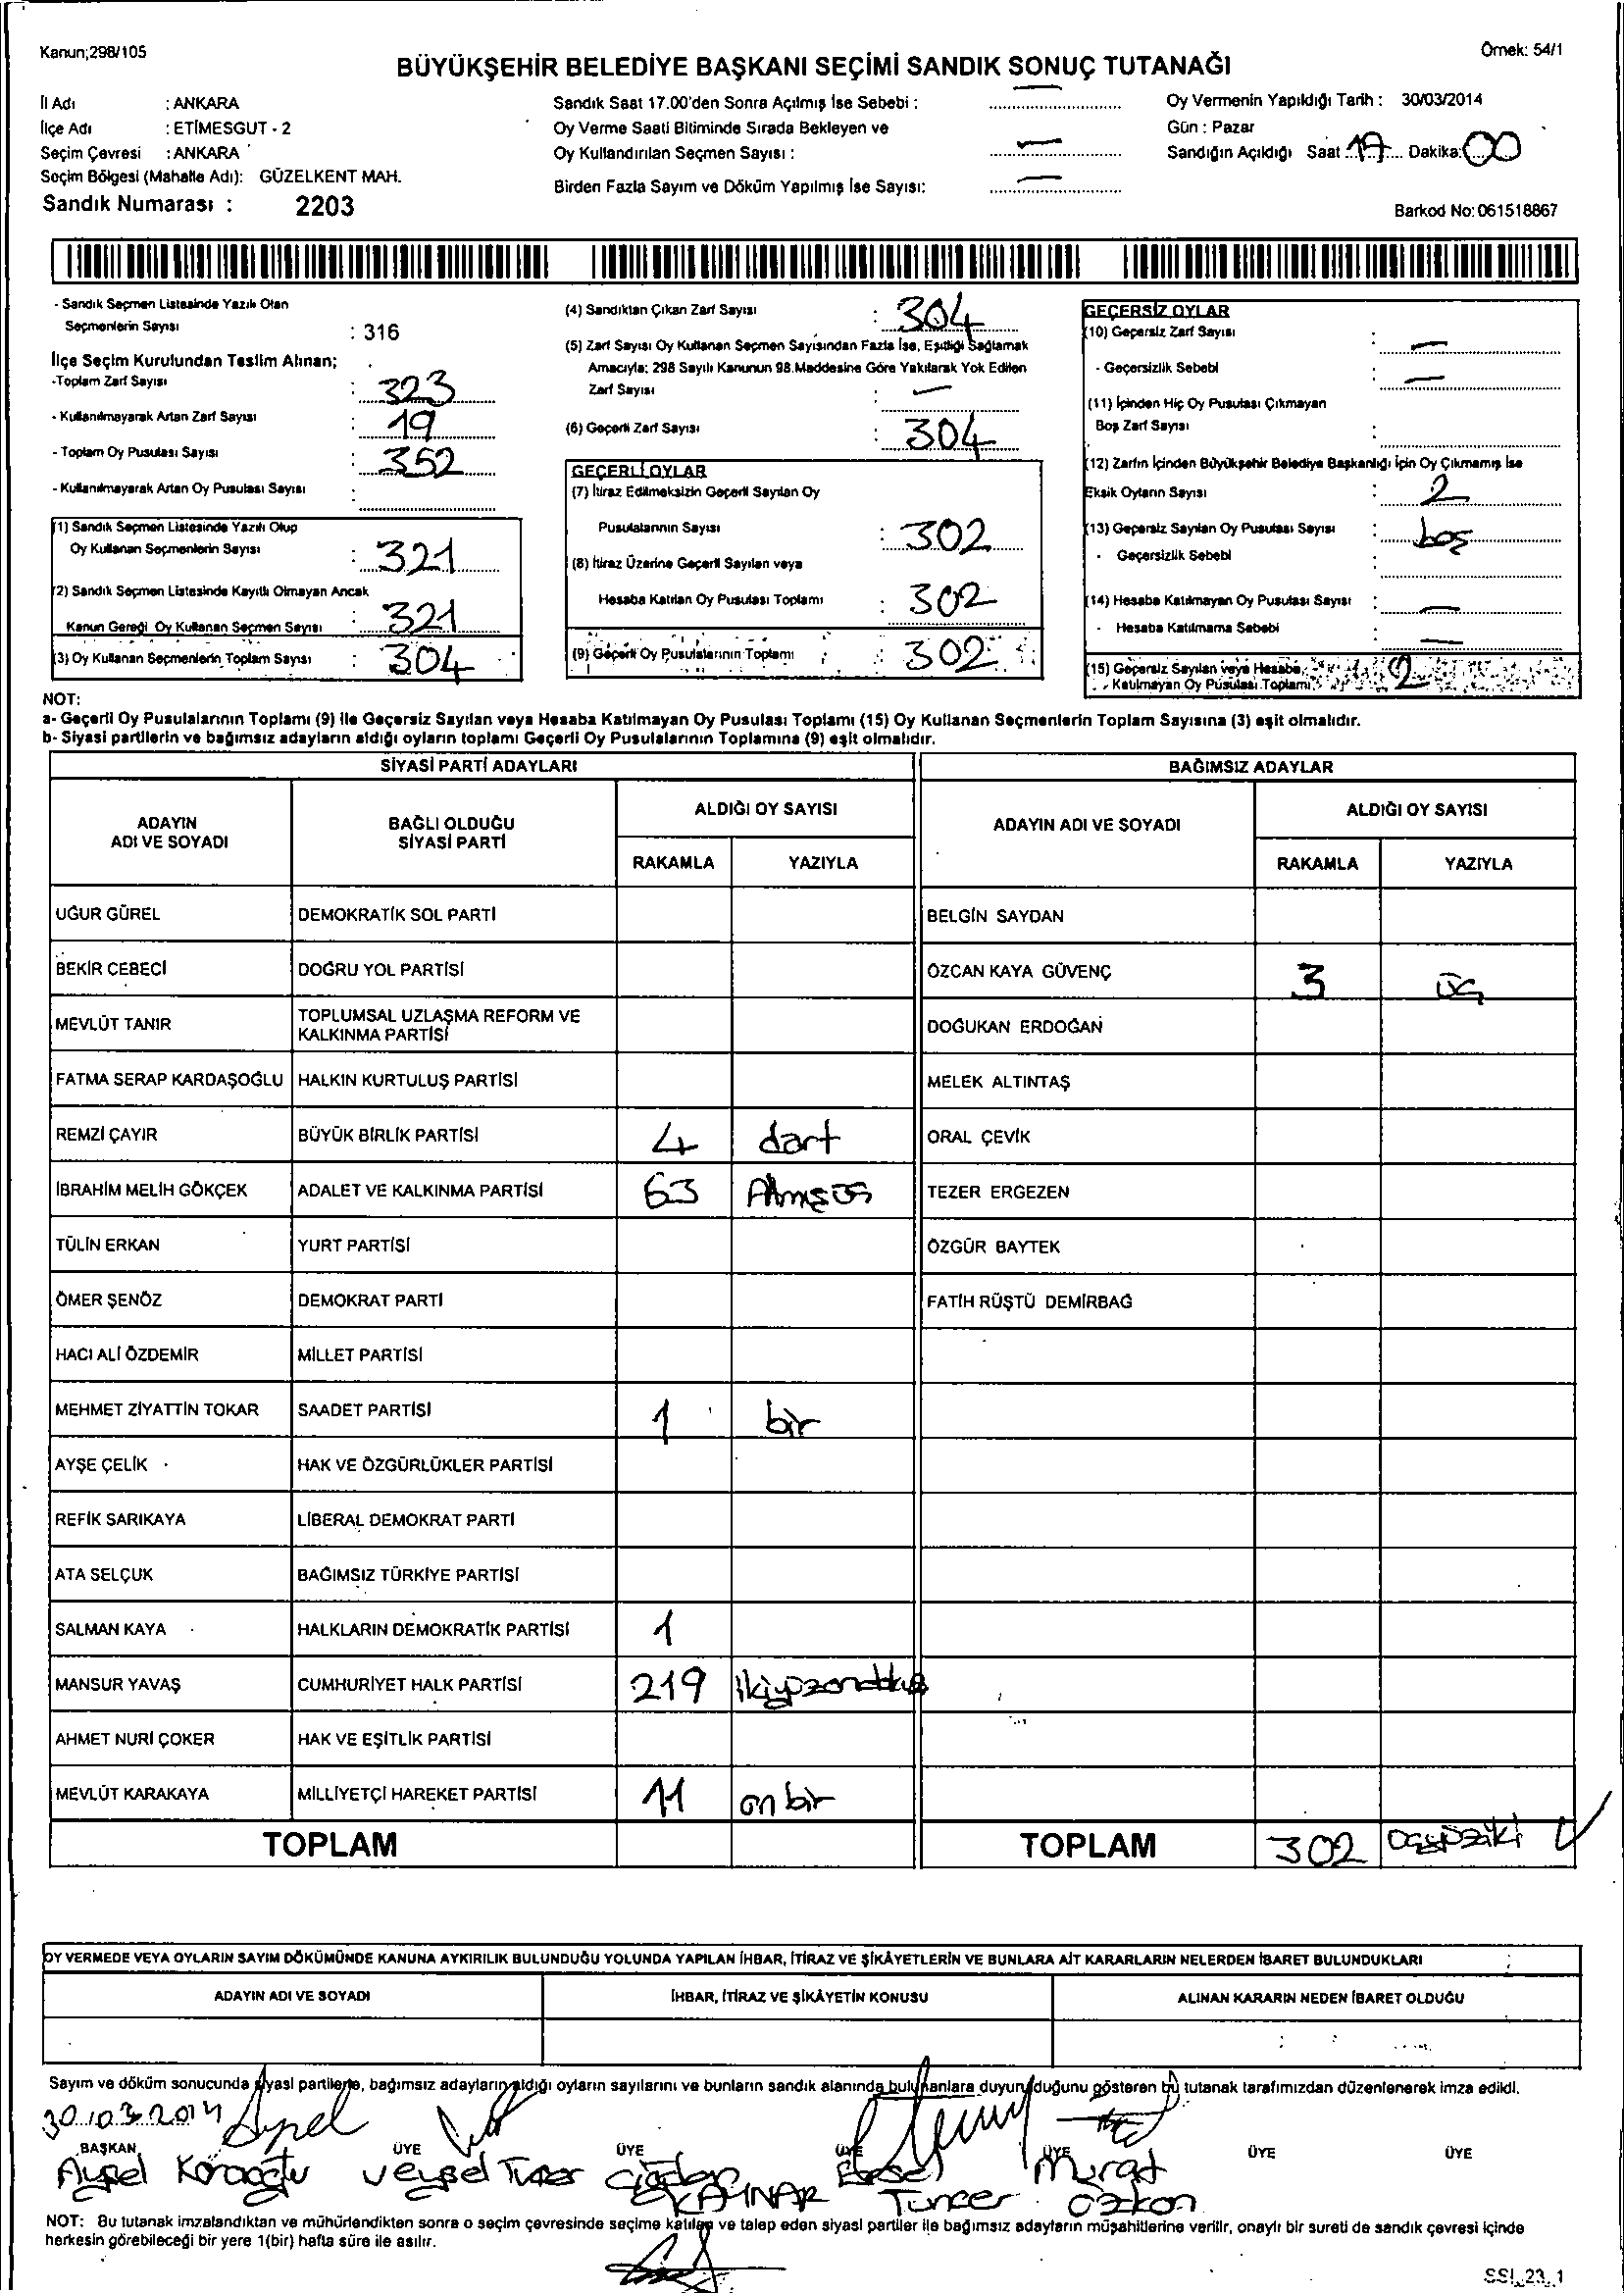 Kanun;298/105
Örnek: 54/1
BÜYÜKŞEHİR BELEDİYE BAŞKANI SEÇİMİ SANDIK SONUÇ TUTANAĞI
İl Adı : ANKARA
İlçe Adı : ETİMESGUT - 2
Seçim Çevresi : ANKARA
Seçim Bölgesi (Mahalle Adı): GÜZELKENT MAH.
Sandık Numarası : 2203
Sandık Saat 17.00'den Sonra Açılmış İse Sebebi : —
Oy Verme Saati Bitiminde Sırada Bekleyen ve
Oy Kullandırılan Seçmen Sayısı : —
Birden Fazla Sayım ve Döküm Yapılmış İse Sayısı: —
Oy Vermenin Yapıldığı Tarih : 30/03/2014
Gün : Pazar
Sandığın Açıldığı Saat 17 Dakika: 00
Barkod No: 061518867
- Sandık Seçmen Listesinde Yazılı Olan
Seçmenlerin Sayısı : 316
İlçe Seçim Kurulundan Teslim Alınan;
-Toplam Zarf Sayısı : 323
- Kullanılmayarak Artan Zarf Sayısı : 19
- Toplam Oy Pusulası Sayısı : 352
- Kullanılmayarak Artan Oy Pusulası Sayısı :
(1) Sandık Seçmen Listesinde Yazılı Olup
Oy Kullanan Seçmenlerin Sayısı : 321
(2) Sandık Seçmen Listesinde Kayıtlı Olmayan Ancak
Kanun Gereği Oy Kullanan Seçmen Sayısı : 321
(3) Oy Kullanan Seçmenlerin Toplam Sayısı : 304
(4) Sandıktan Çıkan Zarf Sayısı : 304
(5) Zarf Sayısı Oy Kullanan Seçmen Sayısından Fazla İse, Eşitliği Sağlamak
Amacıyla; 298 Sayılı Kanunun 98.Maddesine Göre Yakılarak Yok Edilen
Zarf Sayısı : —
(6) Geçerli Zarf Sayısı : 304
GEÇERLİ OYLAR
(7) İtiraz Edilmeksizin Geçerli Sayılan Oy
Pusulalarının Sayısı : 302
(8) İtiraz Üzerine Geçerli Sayılan veya
Hesaba Katılan Oy Pusulası Toplamı : 302
(9) Geçerli Oy Pusulalarının Toplamı : 302
GEÇERSİZ OYLAR
(10) Geçersiz Zarf Sayısı : —
- Geçersizlik Sebebi : —
(11) İçinden Hiç Oy Pusulası Çıkmayan
Boş Zarf Sayısı :
(12) Zarfın İçinden Büyükşehir Belediye Başkanlığı İçin Oy Çıkmamış İse
Eksik Oyların Sayısı : 2
(13) Geçersiz Sayılan Oy Pusulası Sayısı : boş
- Geçersizlik Sebebi :
(14) Hesaba Katılmayan Oy Pusulası Sayısı : —
- Hesaba Katılmama Sebebi : —
(15) Geçersiz Sayılan veya Hesaba
Katılmayan Oy Pusulası Toplamı 2
NOT:
a- Geçerli Oy Pusulalarının Toplamı (9) ile Geçersiz Sayılan veya Hesaba Katılmayan Oy Pusulası Toplamı (15) Oy Kullanan Seçmenlerin Toplam Sayısına (3) eşit olmalıdır.
b- Siyasi partilerin ve bağımsız adayların aldığı oyların toplamı Geçerli Oy Pusulalarının Toplamına (9) eşit olmalıdır.
SİYASİ PARTİ ADAYLARI
ADAYIN
ADI VE SOYADI
BAĞLI OLDUĞU
SİYASİ PARTİ
ALDIĞI OY SAYISI
RAKAMLA YAZIYLA
UĞUR GÜREL DEMOKRATİK SOL PARTİ
BEKİR CEBECİ DOĞRU YOL PARTİSİ
MEVLÜT TANIR TOPLUMSAL UZLAŞMA REFORM VE
KALKINMA PARTİSİ
FATMA SERAP KARDAŞOĞLU HALKIN KURTULUŞ PARTİSİ
REMZİ ÇAYIR BÜYÜK BİRLİK PARTİSİ 4 dört
İBRAHİM MELİH GÖKÇEK ADALET VE KALKINMA PARTİSİ 63
TÜLİN ERKAN YURT PARTİSİ
ÖMER ŞENÖZ DEMOKRAT PARTİ
HACI ALİ ÖZDEMİR MİLLET PARTİSİ
MEHMET ZİYATTİN TOKAR SAADET PARTİSİ 1 bir
AYŞE ÇELİK HAK VE ÖZGÜRLÜKLER PARTİSİ
REFİK SARIKAYA LİBERAL DEMOKRAT PARTİ
ATA SELÇUK BAĞIMSIZ TÜRKİYE PARTİSİ
SALMAN KAYA HALKLARIN DEMOKRATİK PARTİSİ 1
MANSUR YAVAŞ CUMHURİYET HALK PARTİSİ 219 ikiyüzondokuz
AHMET NURİ ÇOKER HAK VE EŞİTLİK PARTİSİ
MEVLÜT KARAKAYA MİLLİYETÇİ HAREKET PARTİSİ 11 on bir
TOPLAM
BAĞIMSIZ ADAYLAR
ADAYIN ADI VE SOYADI
ALDIĞI OY SAYISI
RAKAMLA YAZIYLA
BELGİN SAYDAN
ÖZCAN KAYA GÜVENÇ 3 üç
DOĞUKAN ERDOĞAN
MELEK ALTINTAŞ
ORAL ÇEVİK
TEZER ERGEZEN
ÖZGÜR BAYTEK
FATİH RÜŞTÜ DEMİRBAĞ
TOPLAM 302 üçyüziki
OY VERMEDE VEYA OYLARIN SAYIM DÖKÜMÜNDE KANUNA AYKIRILIK BULUNDUĞU YOLUNDA YAPILAN İHBAR, İTİRAZ VE ŞİKÂYETLERİN VE BUNLARA AİT KARARLARIN NELERDEN İBARET BULUNDUKLARI
ADAYIN ADI VE SOYADI İHBAR, İTİRAZ VE ŞİKÂYETİN KONUSU ALINAN KARARIN NEDEN İBARET OLDUĞU
Sayım ve döküm sonucunda siyasi partilerle, bağımsız adayların aldığı oyların sayılarını ve bunların sandık alanında bulunanlara duyurulduğunu gösteren bu tutanak tarafımızdan düzenlenerek imza edildi.
30.03.2014 Aysel
BAŞKAN ÜYE ÜYE ÜYE ÜYE ÜYE ÜYE
Aysel Köroğlu Veysel Tuncer Çiğdem KAYNAR Tuncer Murat Özkan
NOT: Bu tutanak imzalandıktan ve mühürlendikten sonra o seçim çevresinde seçime katılan ve talep eden siyasi partiler ile bağımsız adayların müşahitlerine verilir, onaylı bir sureti de sandık çevresi içinde
herkesin görebileceği bir yere 1(bir) hafta süre ile asılır.
SSI_23_1